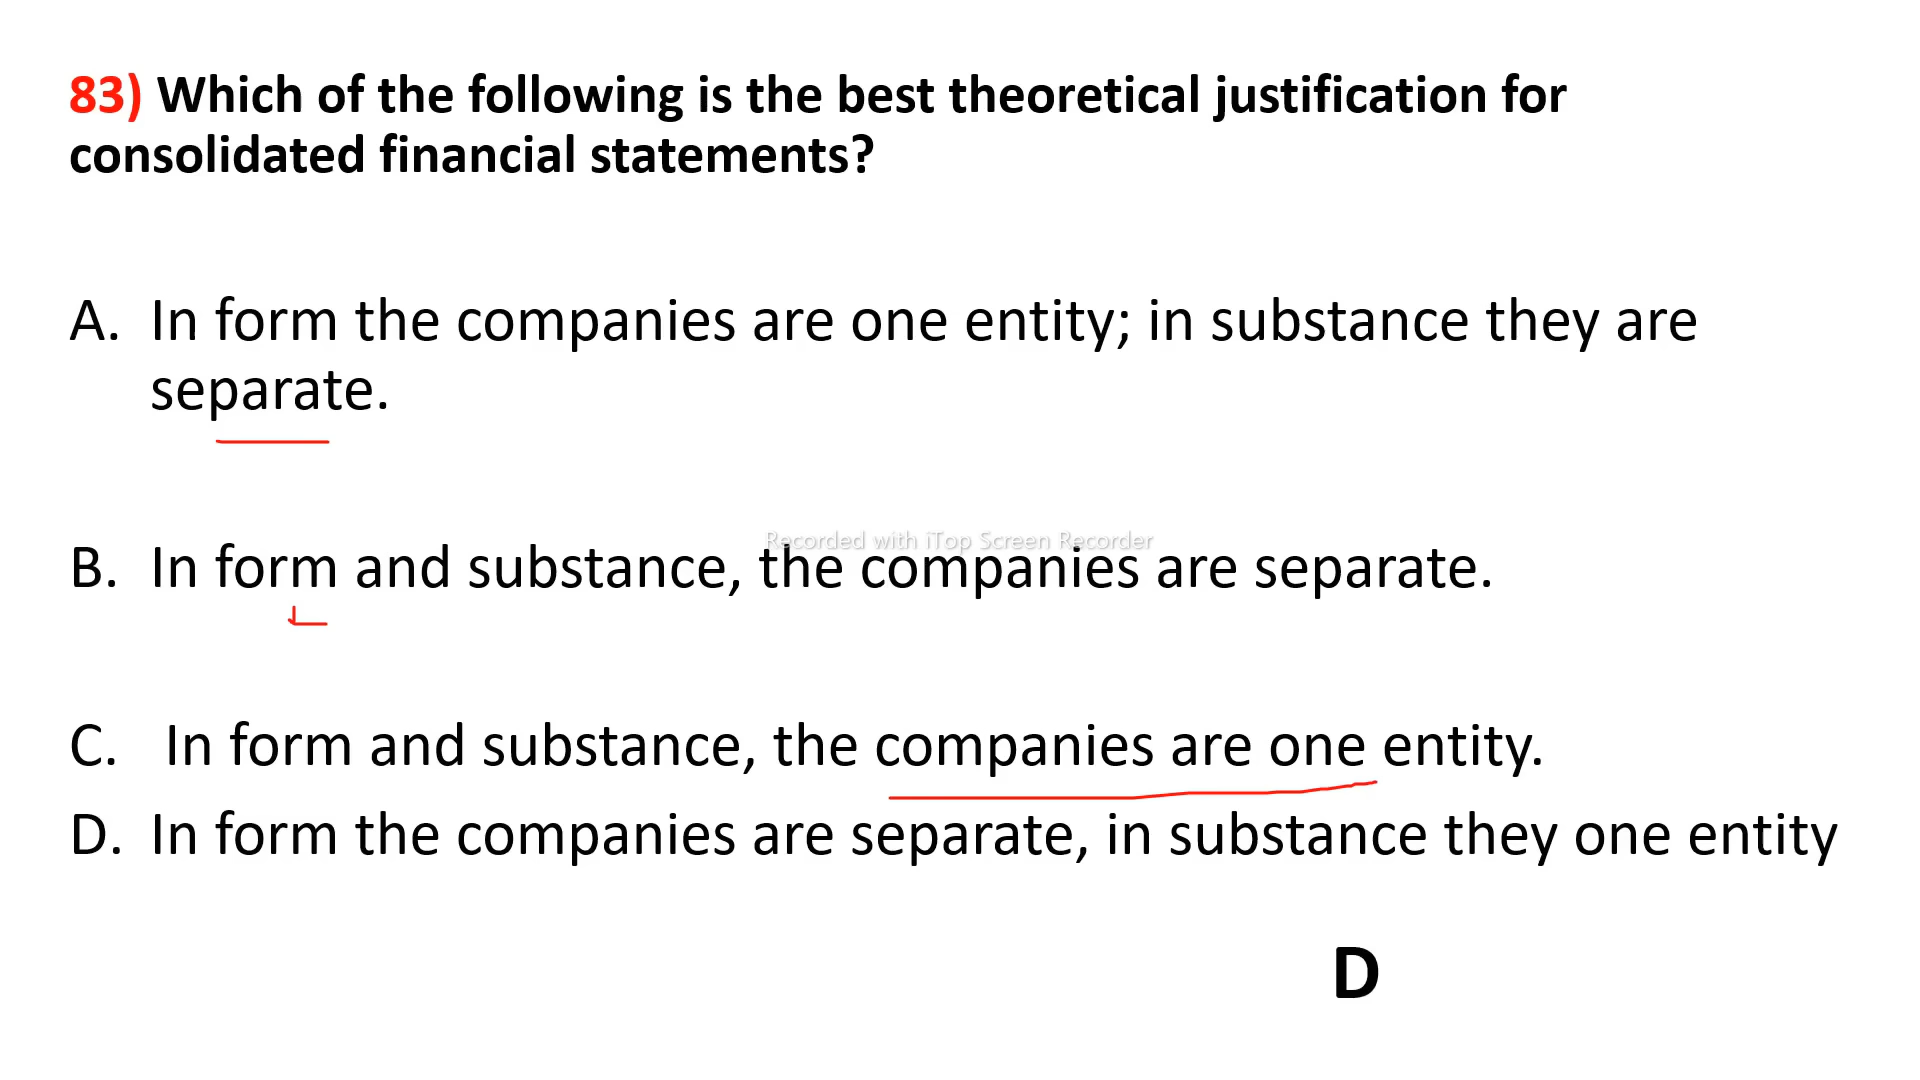 83) Which of the following is the best theoretical justification for
consolidated financial statements?
A. In form the companies are one entity; in substance they are
separate.
Recorded with iTop Screen Recorder
B. In form and substance, the companies are separate.
C. In form and substance, the companies are one entity.
D. In form the companies are separate, in substance they one entity
D